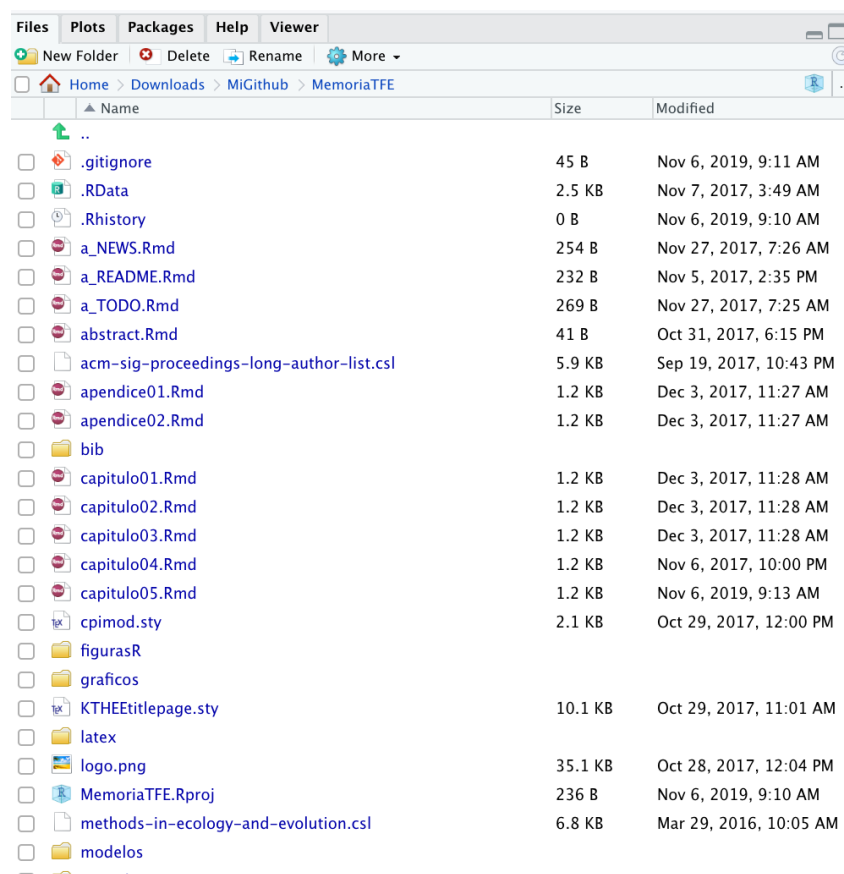 Files Plots Packages Help Viewer
New Folder Delete Rename More
Home Downloads MiGithub MemoriaTFE
Name Size Modified
..
.gitignore 45 B Nov 6, 2019, 9:11 AM
.RData 2.5 KB Nov 7, 2017, 3:49 AM
.Rhistory 0 B Nov 6, 2019, 9:10 AM
a_NEWS.Rmd 254 B Nov 27, 2017, 7:26 AM
a_README.Rmd 232 B Nov 5, 2017, 2:35 PM
a_TODO.Rmd 269 B Nov 27, 2017, 7:25 AM
abstract.Rmd 41 B Oct 31, 2017, 6:15 PM
acm-sig-proceedings-long-author-list.csl 5.9 KB Sep 19, 2017, 10:43 PM
apendice01.Rmd 1.2 KB Dec 3, 2017, 11:27 AM
apendice02.Rmd 1.2 KB Dec 3, 2017, 11:27 AM
bib
capitulo01.Rmd 1.2 KB Dec 3, 2017, 11:28 AM
capitulo02.Rmd 1.2 KB Dec 3, 2017, 11:28 AM
capitulo03.Rmd 1.2 KB Dec 3, 2017, 11:28 AM
capitulo04.Rmd 1.2 KB Nov 6, 2017, 10:00 PM
capitulo05.Rmd 1.2 KB Nov 6, 2019, 9:13 AM
cpimod.sty 2.1 KB Oct 29, 2017, 12:00 PM
figurasR
graficos
KTHEEtitlepage.sty 10.1 KB Oct 29, 2017, 11:01 AM
latex
logo.png 35.1 KB Oct 28, 2017, 12:04 PM
MemoriaTFE.Rproj 236 B Nov 6, 2019, 9:10 AM
methods-in-ecology-and-evolution.csl 6.8 KB Mar 29, 2016, 10:05 AM
modelos